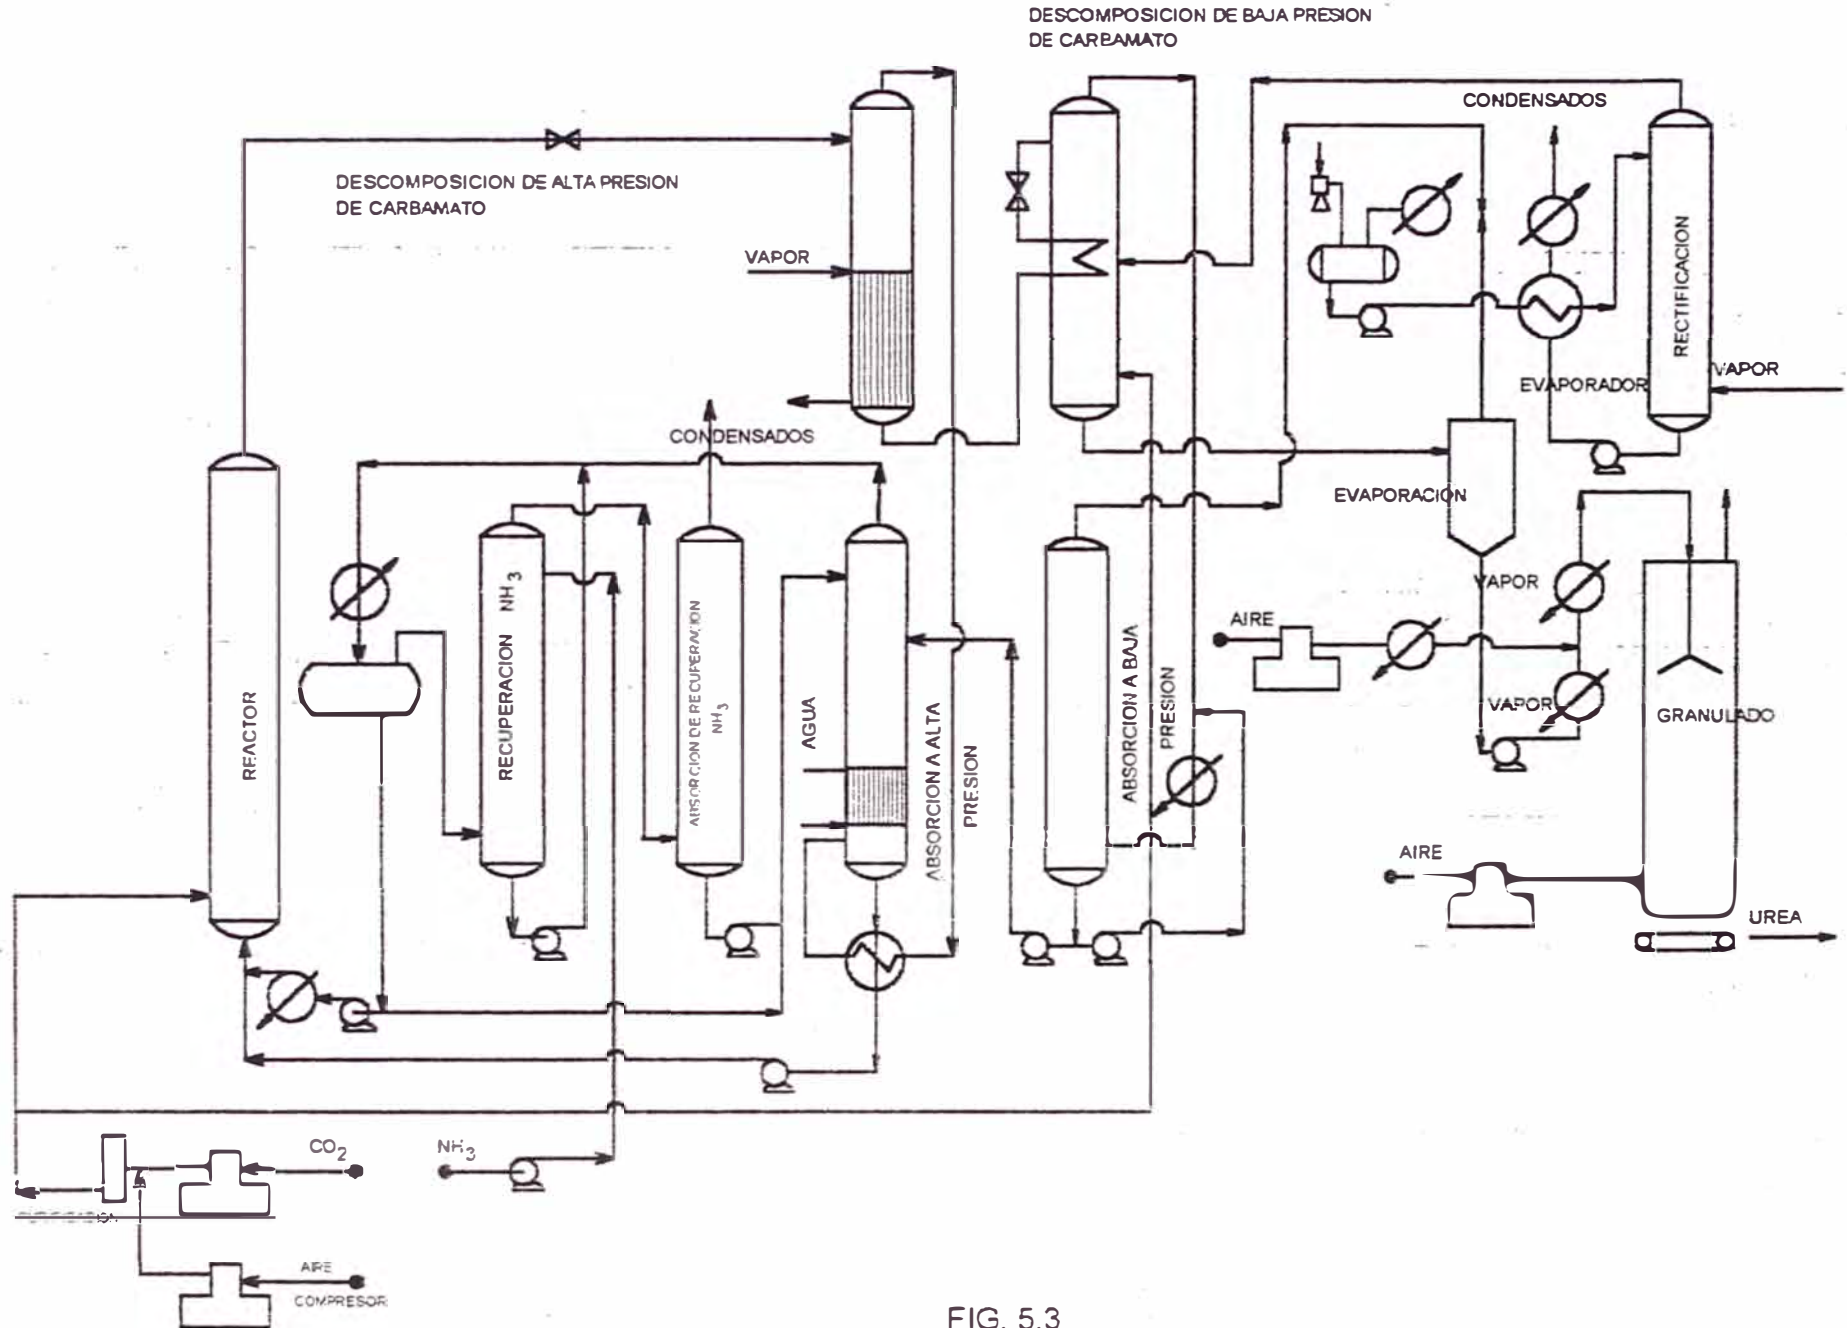 DESCOMPOSICION DE BAJA PRESION
DE CARBAMATO
CONDENSADOS
DESCOMPOSICION DE ALTA PRESION
DE CARBAMATO
VAPOR
RECTIFICACION
VAPOR
EVAPORADOR
CONDENSADOS
EVAPORACION
REACTOR
RECUPERACION NH3
ABSORCION DE RECUPERACION
NH3
AGUA
ABSORCION A ALTA
PRESION
ABSORCION A BAJA
PRESION
VAPOR
AIRE
VAPOR
GRANULADO
AIRE
UREA
CO2
NH3
AIRE
COMPRESOR
FIG. 5.3